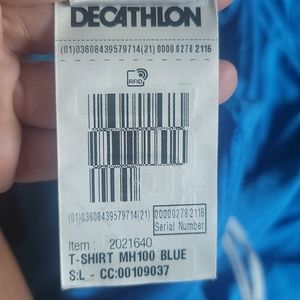 DECATHLON
(01)03608439579714(21) 0000 0278 2116
RFID
(01)03608439579714(21) 000002782116
Serial Number
Item : 2021640
T-SHIRT MH100 BLUE
S:L - CC:00109037